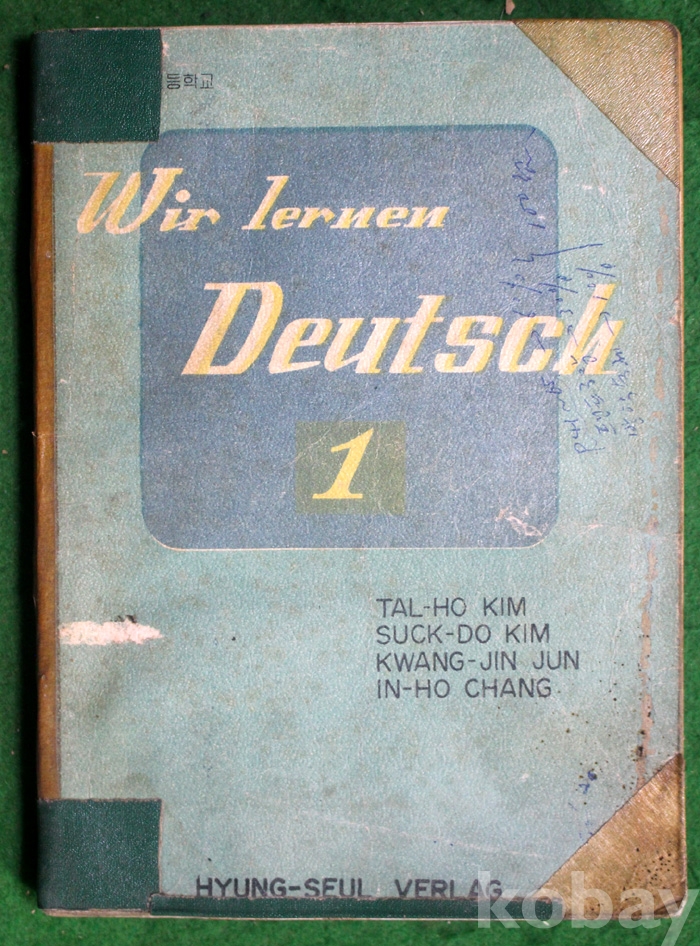 등학교
Wir lernen
Deutsch
1
TAL-HO KIM
SUCK-DO KIM
KWANG-JIN JUN
IN-HO CHANG
HYUNG-SEUL VERLAG
kobay